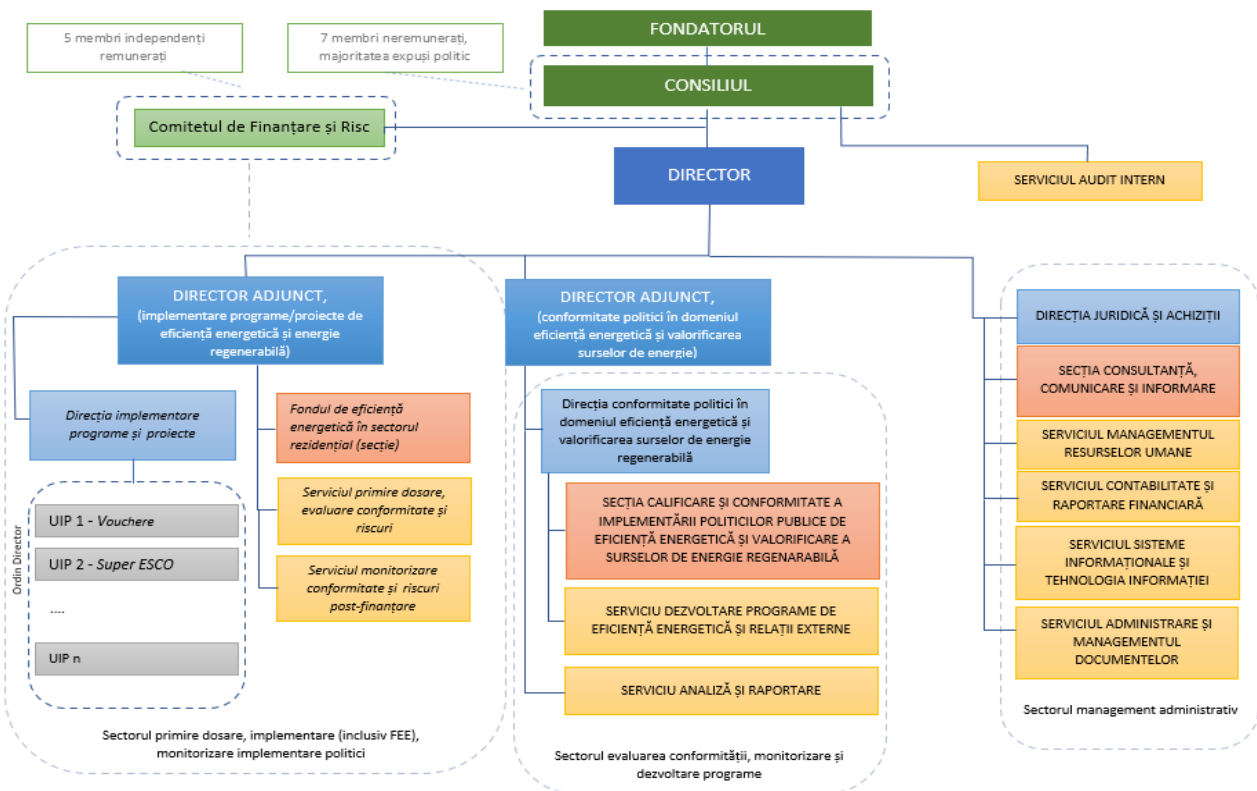 5 membri independenți
remunerați
7 membri neremunerați,
majoritatea expuși politic
FONDATORUL
CONSILIUL
Comitetul de Finanțare și Risc
DIRECTOR
SERVICIUL AUDIT INTERN
DIRECTOR ADJUNCT,
(implementare programe/proiecte de
eficiență energetică și energie
regenerabilă)
DIRECTOR ADJUNCT,
(conformitate politici în domeniul
eficiență energetică și valorificarea
surselor de energie)
Direcția implementare
programe și proiecte
Ordin Director
UIP 1 - Vouchere
UIP 2 - Super ESCO
....
UIP n
Fondul de eficiență
energetică în sectorul
rezidențial (secție)
Serviciul primire dosare,
evaluare conformitate și
riscuri
Serviciul monitorizare
conformitate și riscuri
post-finanțare
Sectorul primire dosare, implementare (inclusiv FEE),
monitorizare implementare politici
Direcția conformitate politici în
domeniul eficiență energetică și
valorificarea surselor de energie
regenerabilă
SECȚIA CALIFICARE ȘI CONFORMITATE A
IMPLEMENTĂRII POLITICILOR PUBLICE DE
EFICIENȚĂ ENERGETICĂ ȘI VALORIFICARE A
SURSELOR DE ENERGIE REGENARABILĂ
SERVICIU DEZVOLTARE PROGRAME DE
EFICIENȚĂ ENERGETICĂ ȘI RELAȚII EXTERNE
SERVICIU ANALIZĂ ȘI RAPORTARE
Sectorul evaluarea conformității, monitorizare și
dezvoltare programe
DIRECȚIA JURIDICĂ ȘI ACHIZIȚII
SECȚIA CONSULTANȚĂ,
COMUNICARE ȘI INFORMARE
SERVICIUL MANAGEMENTUL
RESURSELOR UMANE
SERVICIUL CONTABILITATE ȘI
RAPORTARE FINANCIARĂ
SERVICIUL SISTEME
INFORMAȚIONALE ȘI
TEHNOLOGIA INFORMAȚIEI
SERVICIUL ADMINISTRARE ȘI
MANAGEMENTUL
DOCUMENTELOR
Sectorul management administrativ